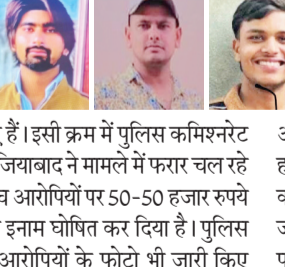 हैं। इसी क्रम में पुलिस कमिश्नरेट
जियाबाद ने मामले में फरार चल रहे
आरोपियों पर 50-50 हजार रुपये
इनाम घोषित कर दिया है। पुलिस
आरोपियों के फोटो भी जारी किए